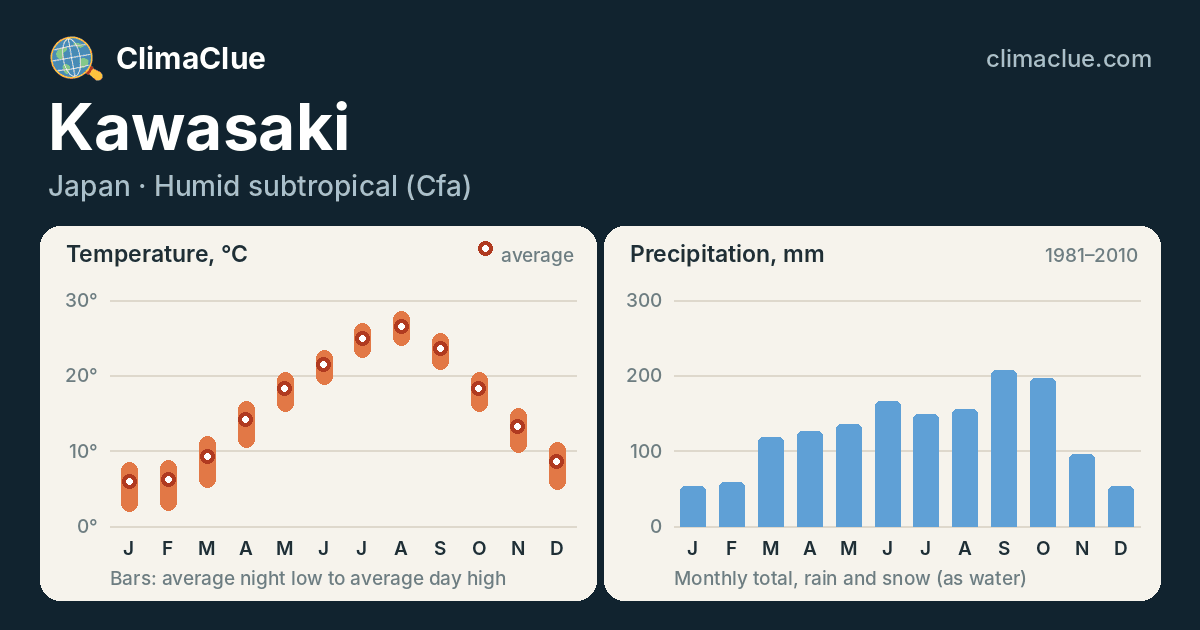 ClimaClue
climaclue.com
Kawasaki
Japan · Humid subtropical (Cfa)
Temperature, °C
average
30°
20°
10°
0°
J F M A M J J A S O N D
Bars: average night low to average day high
Precipitation, mm
1981–2010
300
200
100
0
J F M A M J J A S O N D
Monthly total, rain and snow (as water)